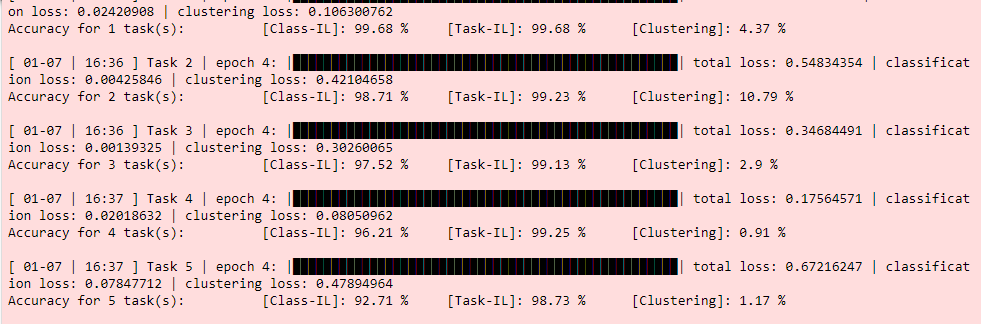 on loss: 0.02420908 | clustering loss: 0.106300762
Accuracy for 1 task(s): [Class-IL]: 99.68 % [Task-IL]: 99.68 % [Clustering]: 4.37 %
[ 01-07 | 16:36 ] Task 2 | epoch 4: | | total loss: 0.54834354 | classificat
ion loss: 0.00425846 | clustering loss: 0.42104658
Accuracy for 2 task(s): [Class-IL]: 98.71 % [Task-IL]: 99.23 % [Clustering]: 10.79 %
[ 01-07 | 16:36 ] Task 3 | epoch 4: | | total loss: 0.34684491 | classificat
ion loss: 0.00139325 | clustering loss: 0.30260065
Accuracy for 3 task(s): [Class-IL]: 97.52 % [Task-IL]: 99.13 % [Clustering]: 2.9 %
[ 01-07 | 16:37 ] Task 4 | epoch 4: | | total loss: 0.17564571 | classificat
ion loss: 0.02018632 | clustering loss: 0.08050962
Accuracy for 4 task(s): [Class-IL]: 96.21 % [Task-IL]: 99.25 % [Clustering]: 0.91 %
[ 01-07 | 16:37 ] Task 5 | epoch 4: | | total loss: 0.67216247 | classificat
ion loss: 0.07847712 | clustering loss: 0.47894964
Accuracy for 5 task(s): [Class-IL]: 92.71 % [Task-IL]: 98.73 % [Clustering]: 1.17 %